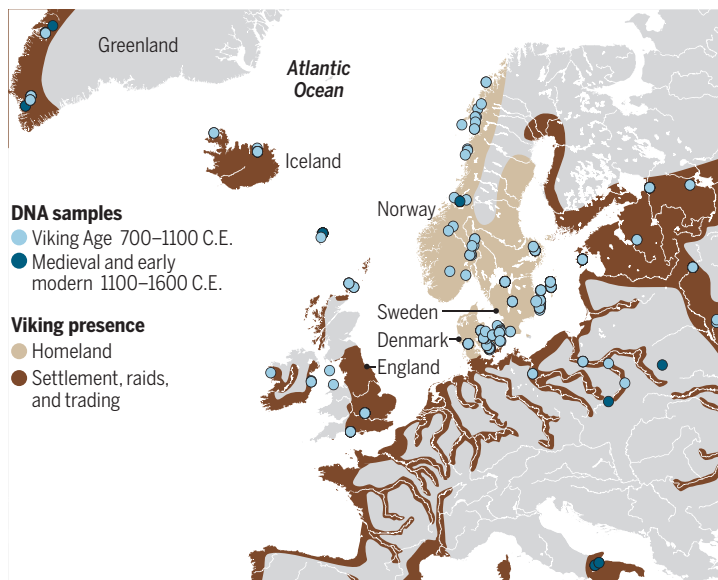 Greenland
Atlantic
Ocean
Iceland
DNA samples
Viking Age 700–1100 C.E.
Medieval and early
modern 1100–1600 C.E.
Viking presence
Homeland
Settlement, raids,
and trading
Norway
Sweden
Denmark
England